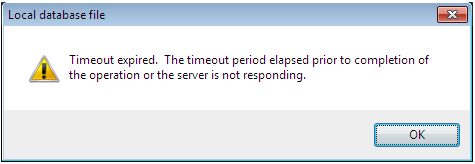 Local database file
Timeout expired.  The timeout period elapsed prior to completion of
the operation or the server is not responding.
OK